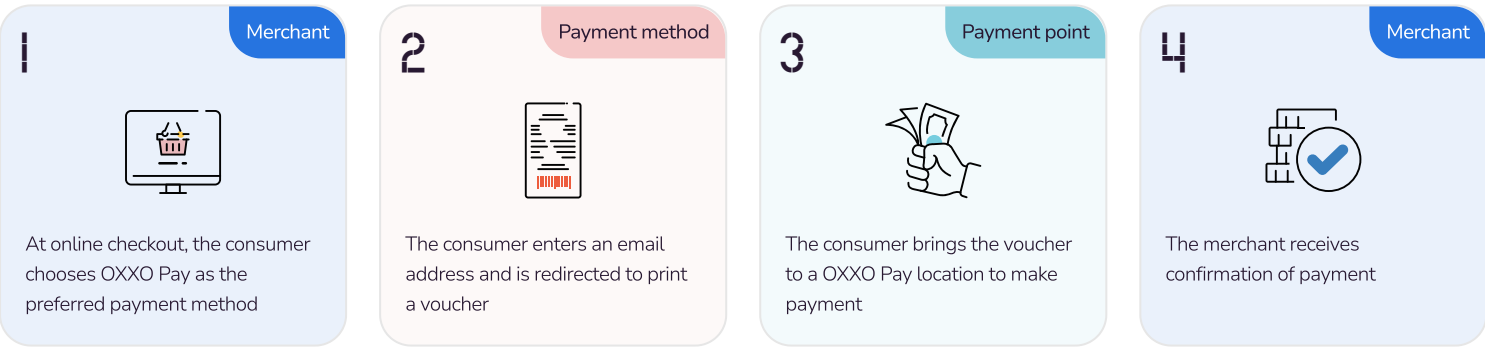 1
Merchant
At online checkout, the consumer
chooses OXXO Pay as the
preferred payment method
2
Payment method
The consumer enters an email
address and is redirected to print
a voucher
3
Payment point
The consumer brings the voucher
to a OXXO Pay location to make
payment
4
Merchant
The merchant receives
confirmation of payment